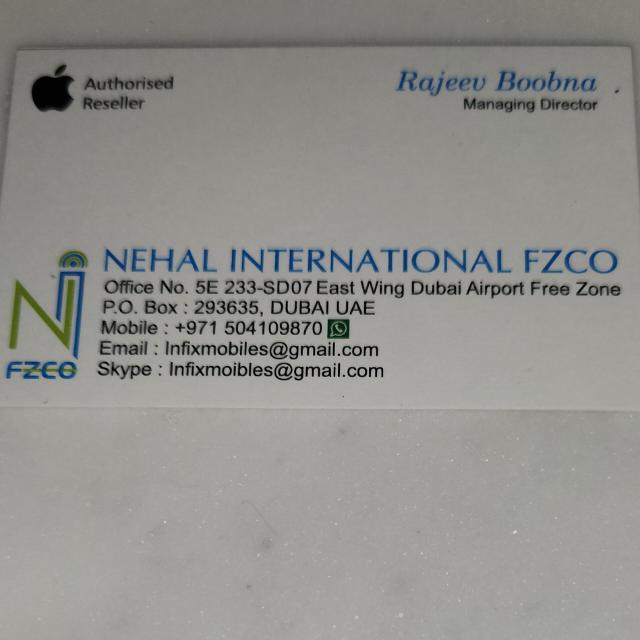 Authorised
Reseller
Rajeev Boobna
Managing Director
NEHAL INTERNATIONAL FZCO
Office No. 5E 233-SD07 East Wing Dubai Airport Free Zone
P.O. Box : 293635, DUBAI UAE
Mobile : +971 504109870
Email : Infixmobiles@gmail.com
Skype : Infixmoibles@gmail.com
Ni
FZCO